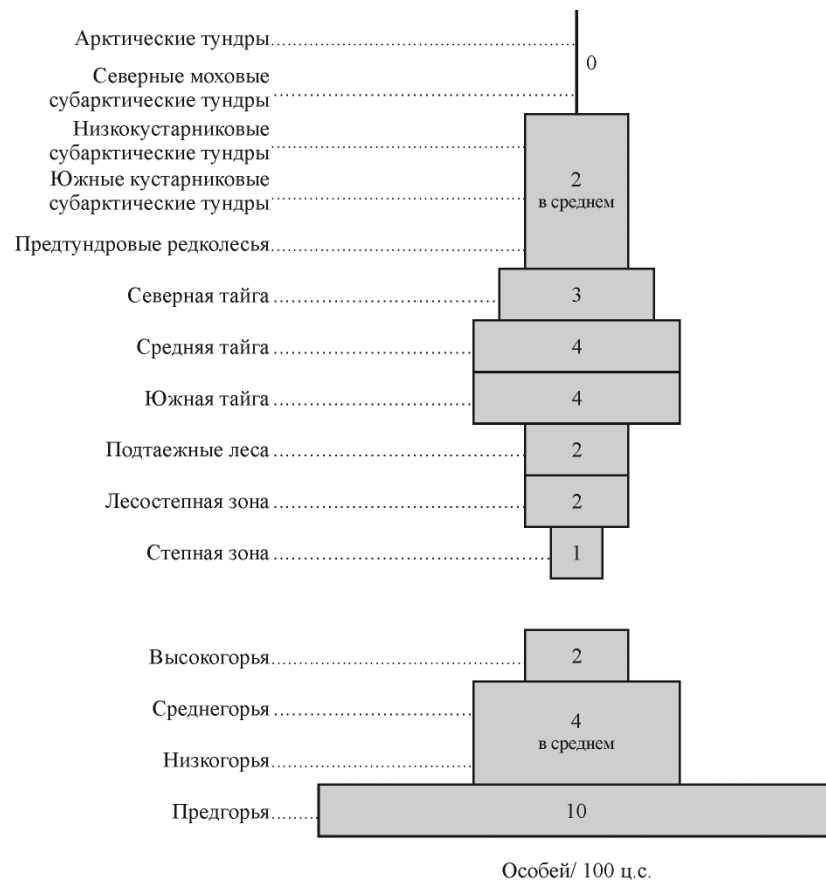 Арктические тундры
0
Северные моховые
субарктические тундры
Низкокустарниковые
субарктические тундры
2
в среднем
Южные кустарниковые
субарктические тундры
Предтундровые редколесья
Северная тайга
3
Средняя тайга
4
Южная тайга
4
Подтаежные леса
2
Лесостепная зона
2
Степная зона
1
Высокогорья
2
Среднегорья
4
в среднем
Низкогорья
Предгорья
10
Особей/ 100 ц.с.